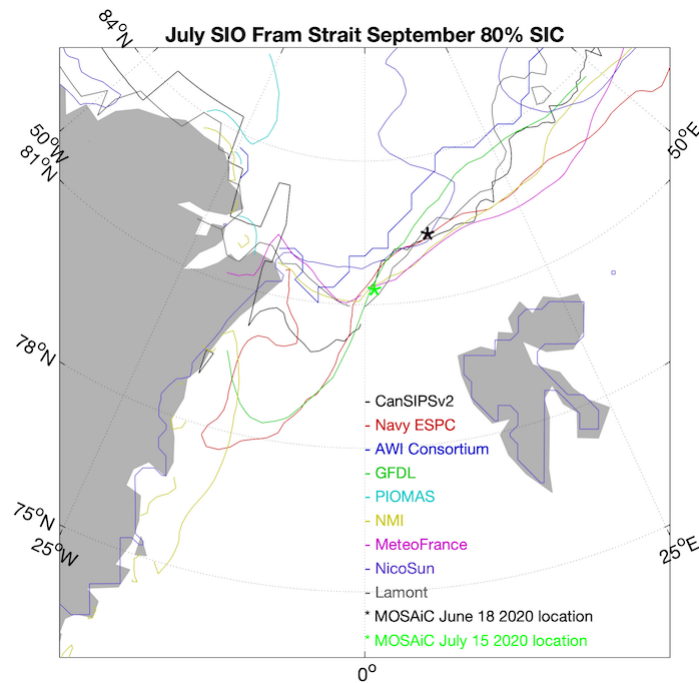 July SIO Fram Strait September 80% SIC
84°N
50°W
81°N
50°E
78°N
75°N
25°W
25°E
0°
- CanSIPSv2
- Navy ESPC
- AWI Consortium
- GFDL
- PIOMAS
- NMI
- MeteoFrance
- NicoSun
- Lamont
* MOSAiC June 18 2020 location
* MOSAiC July 15 2020 location